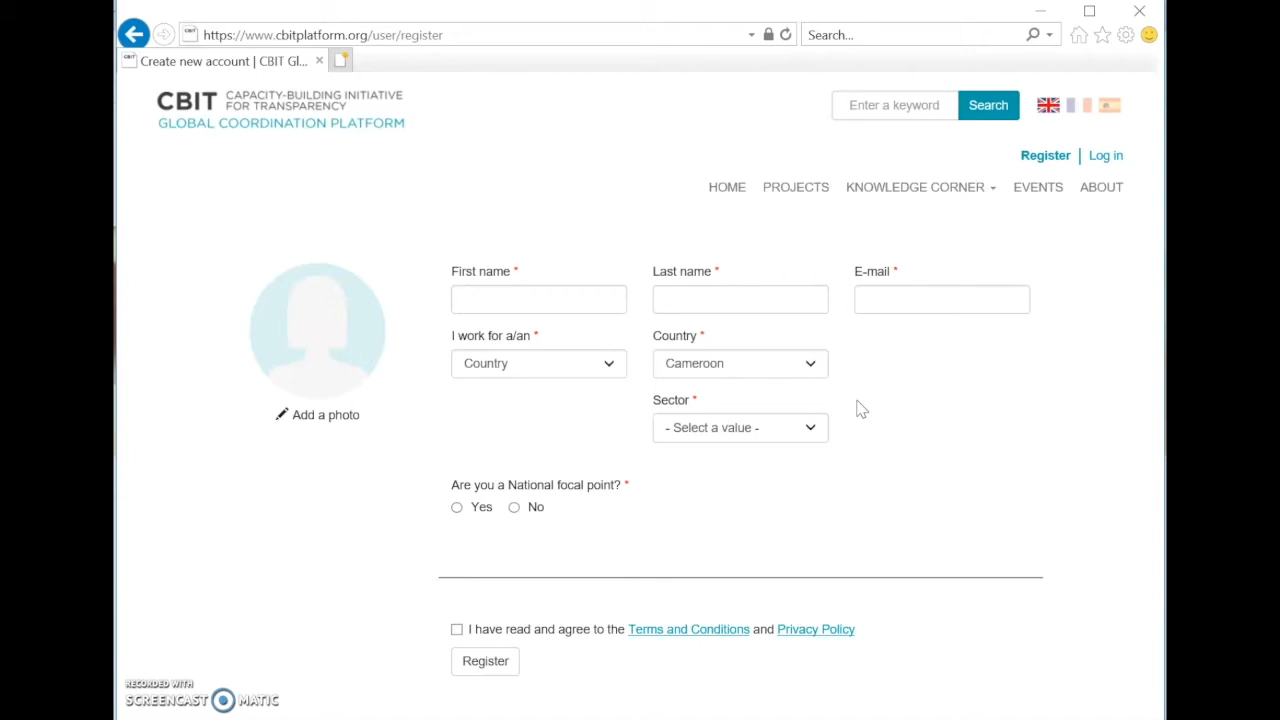 https://www.cbitplatform.org/user/register
Search...
CBIT
Create new account | CBIT Gl...
CBIT CAPACITY-BUILDING INITIATIVE
FOR TRANSPARENCY
GLOBAL COORDINATION PLATFORM
Enter a keyword
Search
Register | Log in
HOME
PROJECTS
KNOWLEDGE CORNER
EVENTS
ABOUT
First name *
Last name *
E-mail *
I work for a/an *
Country *
Country
Cameroon
Add a photo
Sector *
- Select a value -
Are you a National focal point? *
Yes
No
I have read and agree to the Terms and Conditions and Privacy Policy
Register
RECORDED WITH
SCREENCAST MATIC